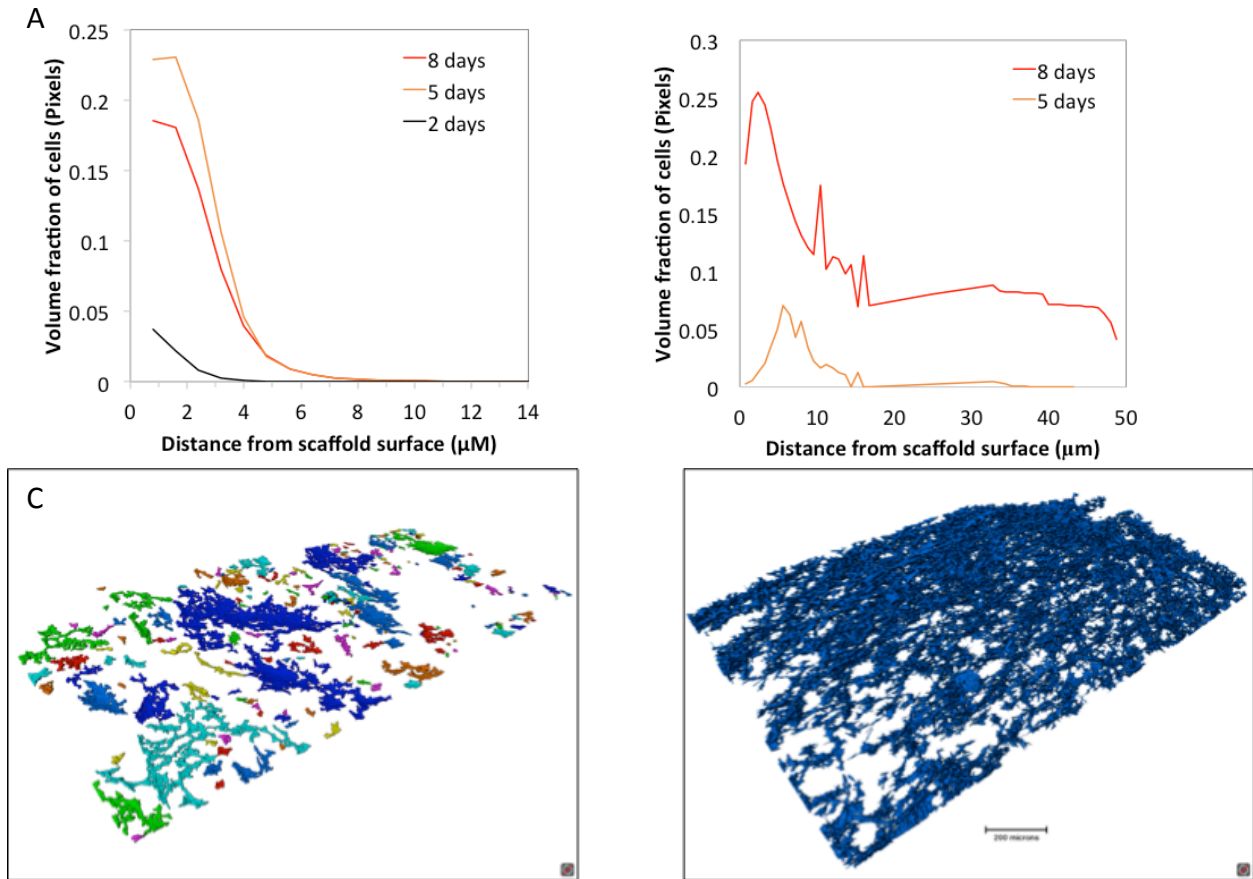 A
Volume fraction of cells (Pixels)
0.25
0.2
0.15
0.1
0.05
0
0
2
4
6
8
10
12
14
8 days
5 days
2 days
Distance from scaffold surface (μM)
Volume fraction of cells (Pixels)
0.3
0.25
0.2
0.15
0.1
0.05
0
0
10
20
30
40
50
8 days
5 days
Distance from scaffold surface (μm)
C
200 microns